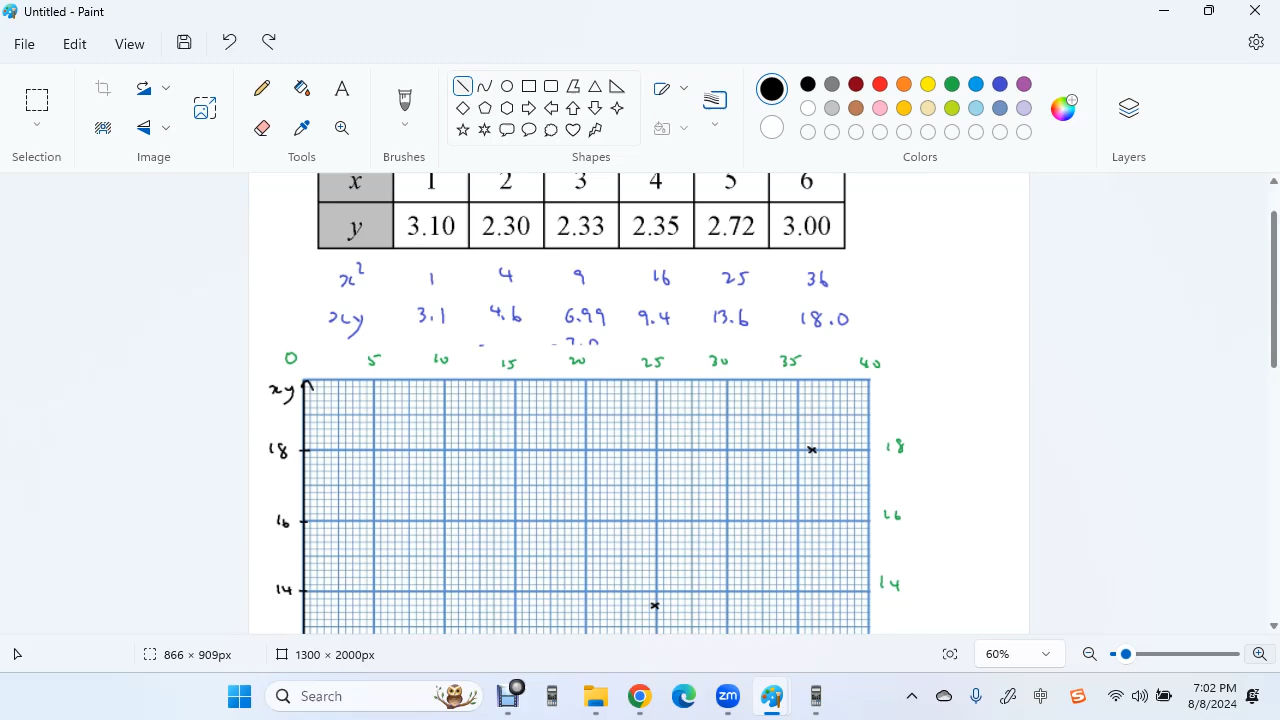 Untitled - Paint
File Edit View
Selection Image Tools Brushes Shapes Colors Layers
x 1 2 3 4 5 6
y 3.10 2.30 2.33 2.35 2.72 3.00
x² 1 4 9 16 25 36
xy 3.1 4.6 6.99 9.4 13.6 18.0
0 5 10 15 20 25 30 35 40
xy
18 18
16 16
14 14
866 × 909px 1300 × 2000px 60%
Search zm 中 S 7:02 PM
8/8/2024